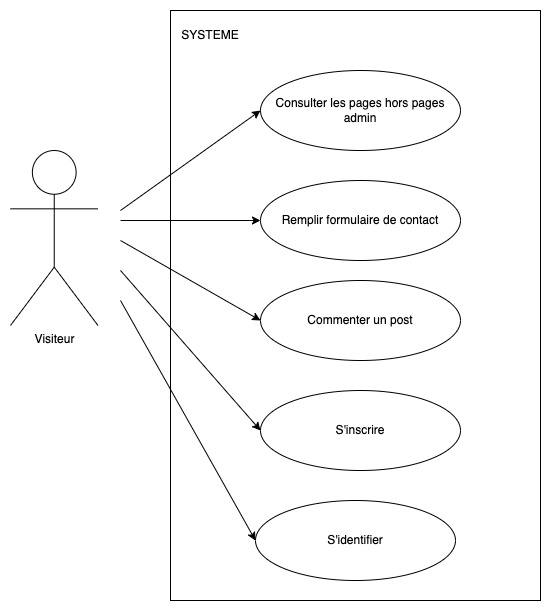 SYSTEME
Consulter les pages hors pages
admin
Remplir formulaire de contact
Commenter un post
Visiteur
S'inscrire
S'identifier